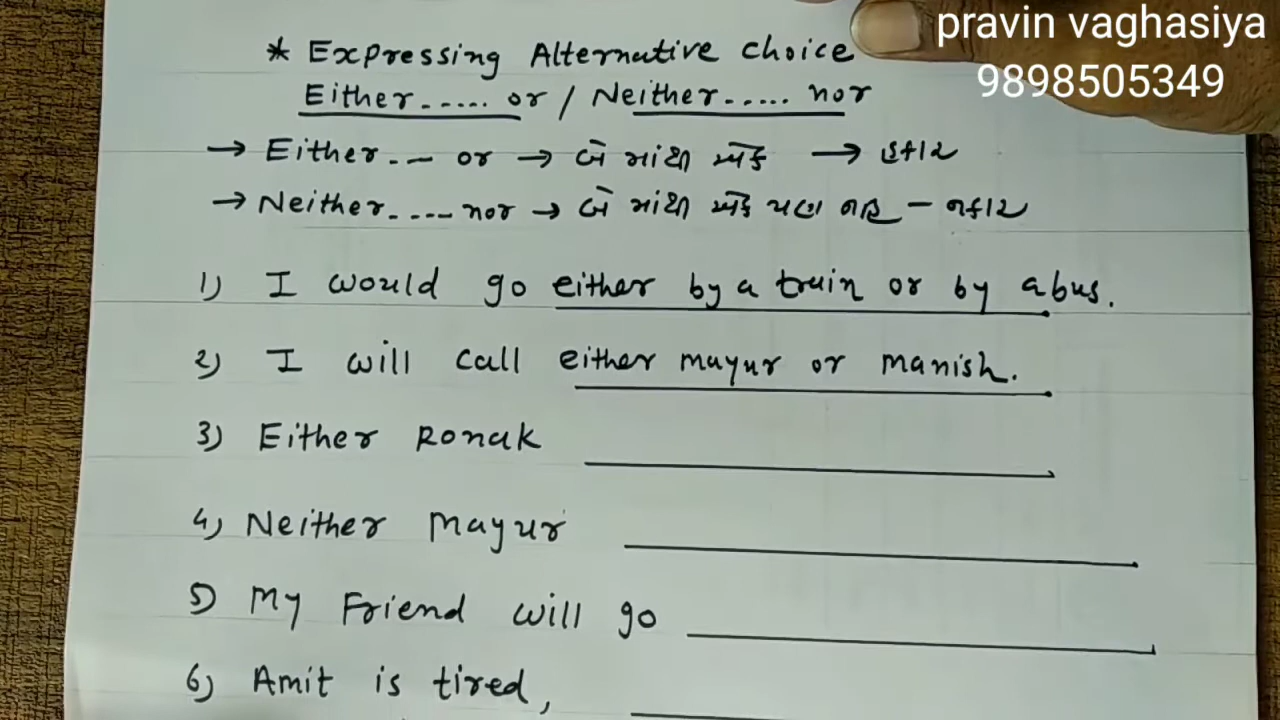 pravin vaghasiya
9898505349
* Expressing Alternative choice
Either...... or / Neither...... nor
→ Either... or → બે માંથી એક → હકાર
→ Neither.... nor → બે માંથી એક પણ નહિ - નકાર
1) I would go either by a train or by a bus.
2) I will call either mayur or manish.
3) Either Ronak
4) Neither Mayur
5) My Friend will go
6) Amit is tired,